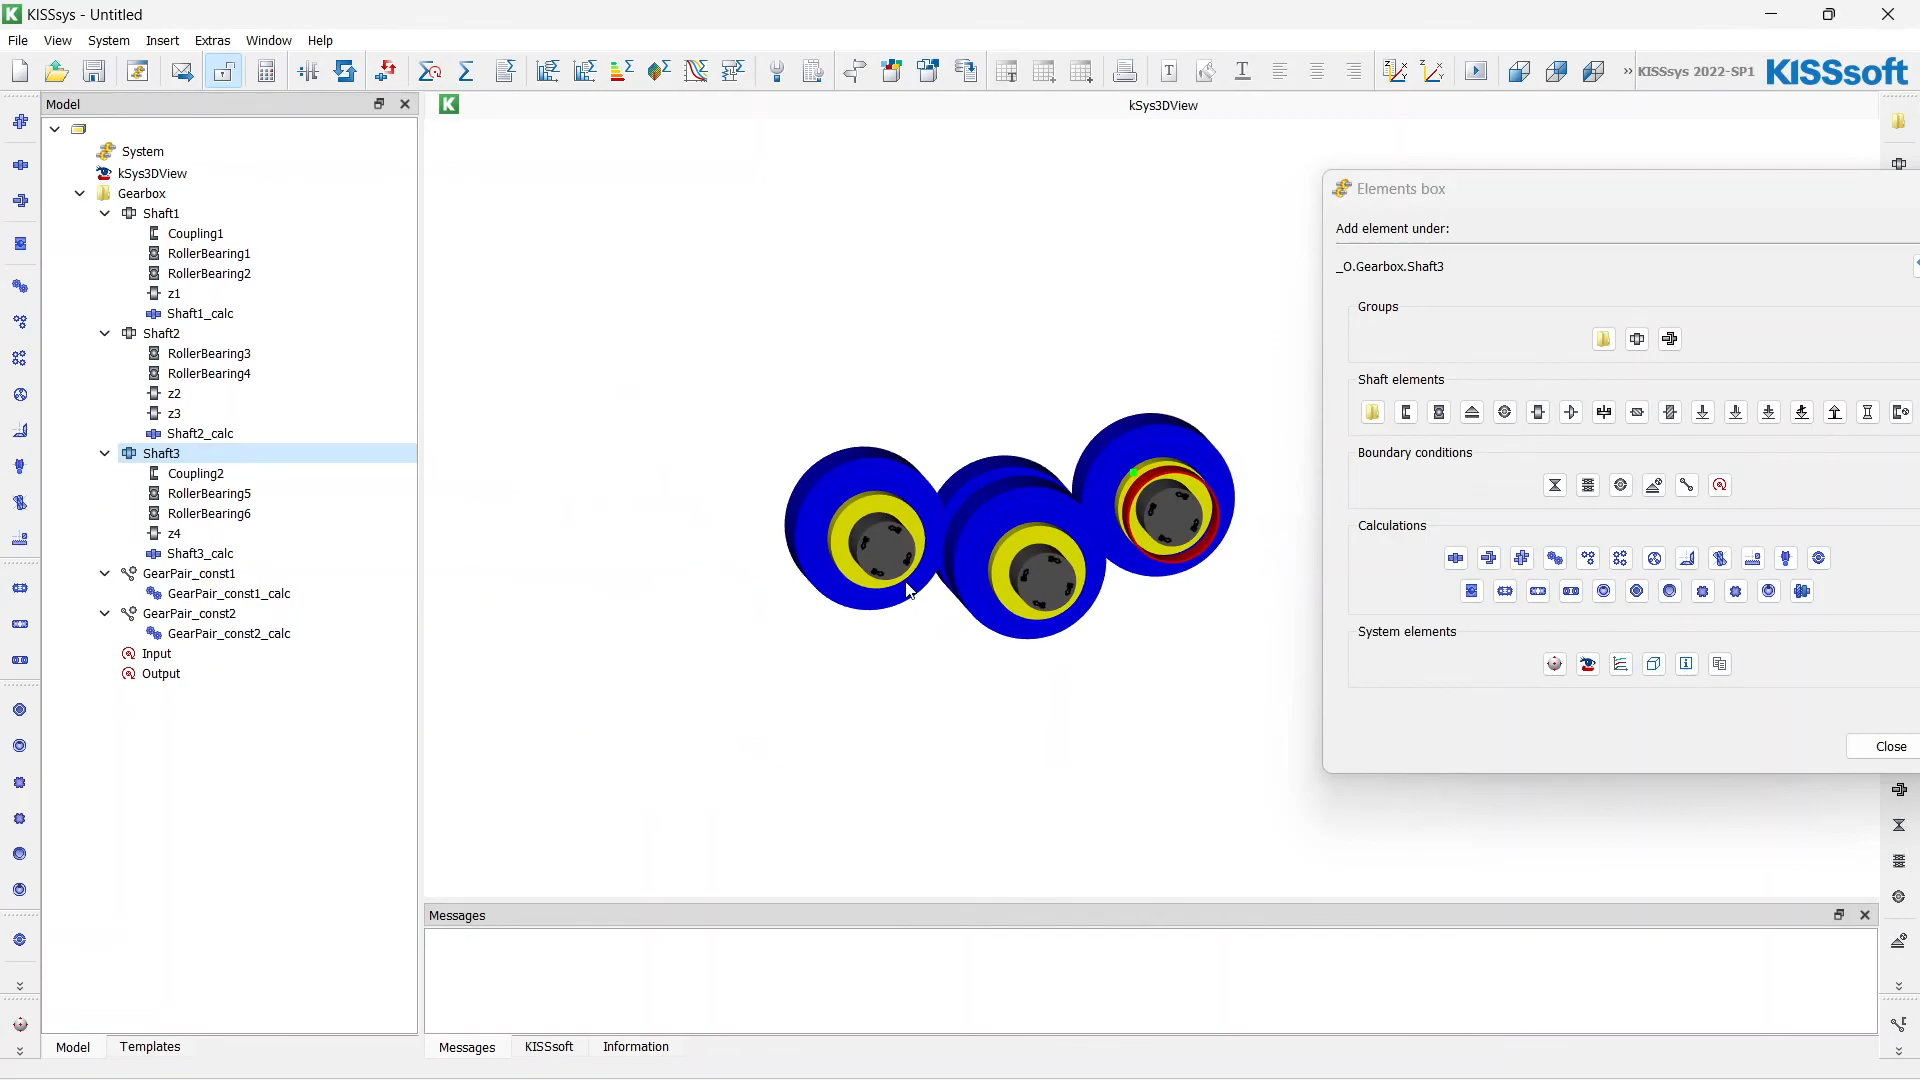 KISSsys - Untitled
File View System Insert Extras Window Help
KISSsys 2022-SP1 KISSsoft
Model
kSys3DView
System
kSys3DView
Gearbox
Shaft1
Coupling1
RollerBearing1
RollerBearing2
z1
Shaft1_calc
Shaft2
RollerBearing3
RollerBearing4
z2
z3
Shaft2_calc
Shaft3
Coupling2
RollerBearing5
RollerBearing6
z4
Shaft3_calc
GearPair_const1
GearPair_const1_calc
GearPair_const2
GearPair_const2_calc
Input
Output
Elements box
Add element under:
_O.Gearbox.Shaft3
Groups
Shaft elements
Boundary conditions
Calculations
System elements
Close
Messages
Model Templates
Messages KISSsoft Information